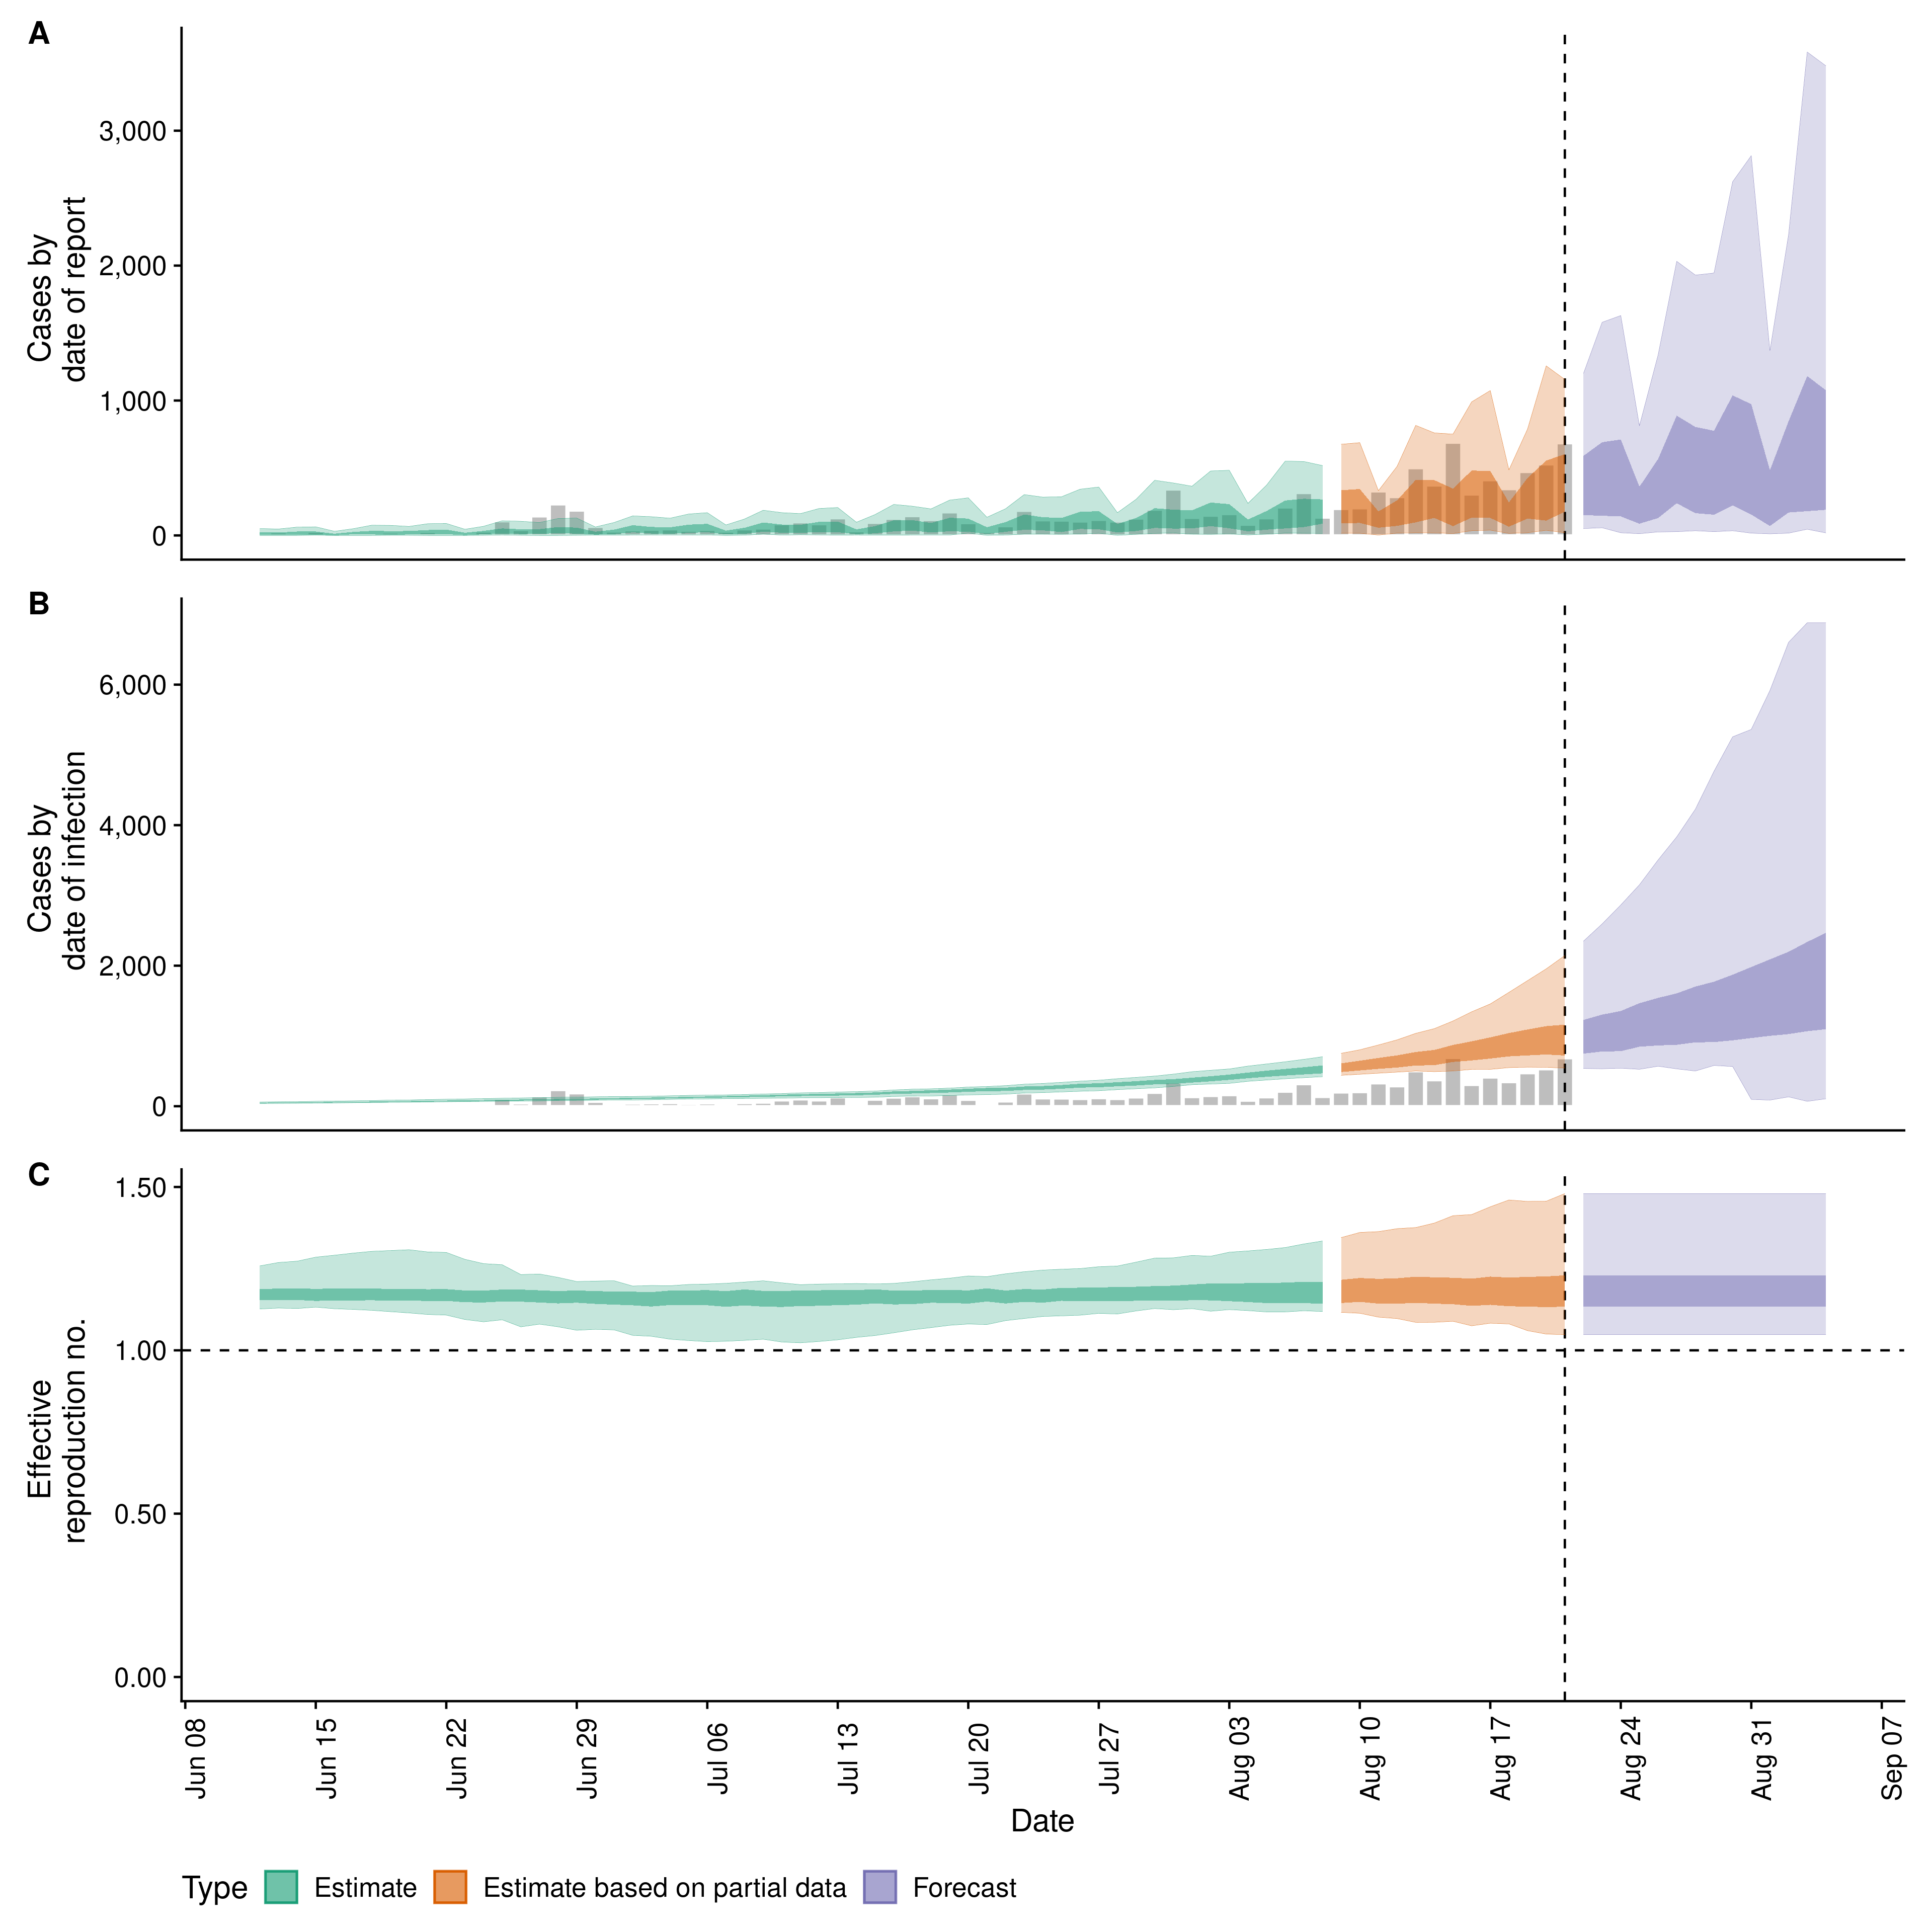 A
Cases by
date of report
3,000
2,000
1,000
0
B
Cases by
date of infection
6,000
4,000
2,000
0
C
Effective
reproduction no.
1.50
1.00
0.50
0.00
Jun 08
Jun 15
Jun 22
Jun 29
Jul 06
Jul 13
Jul 20
Jul 27
Aug 03
Aug 10
Aug 17
Aug 24
Aug 31
Sep 07
Date
Type
Estimate
Estimate based on partial data
Forecast